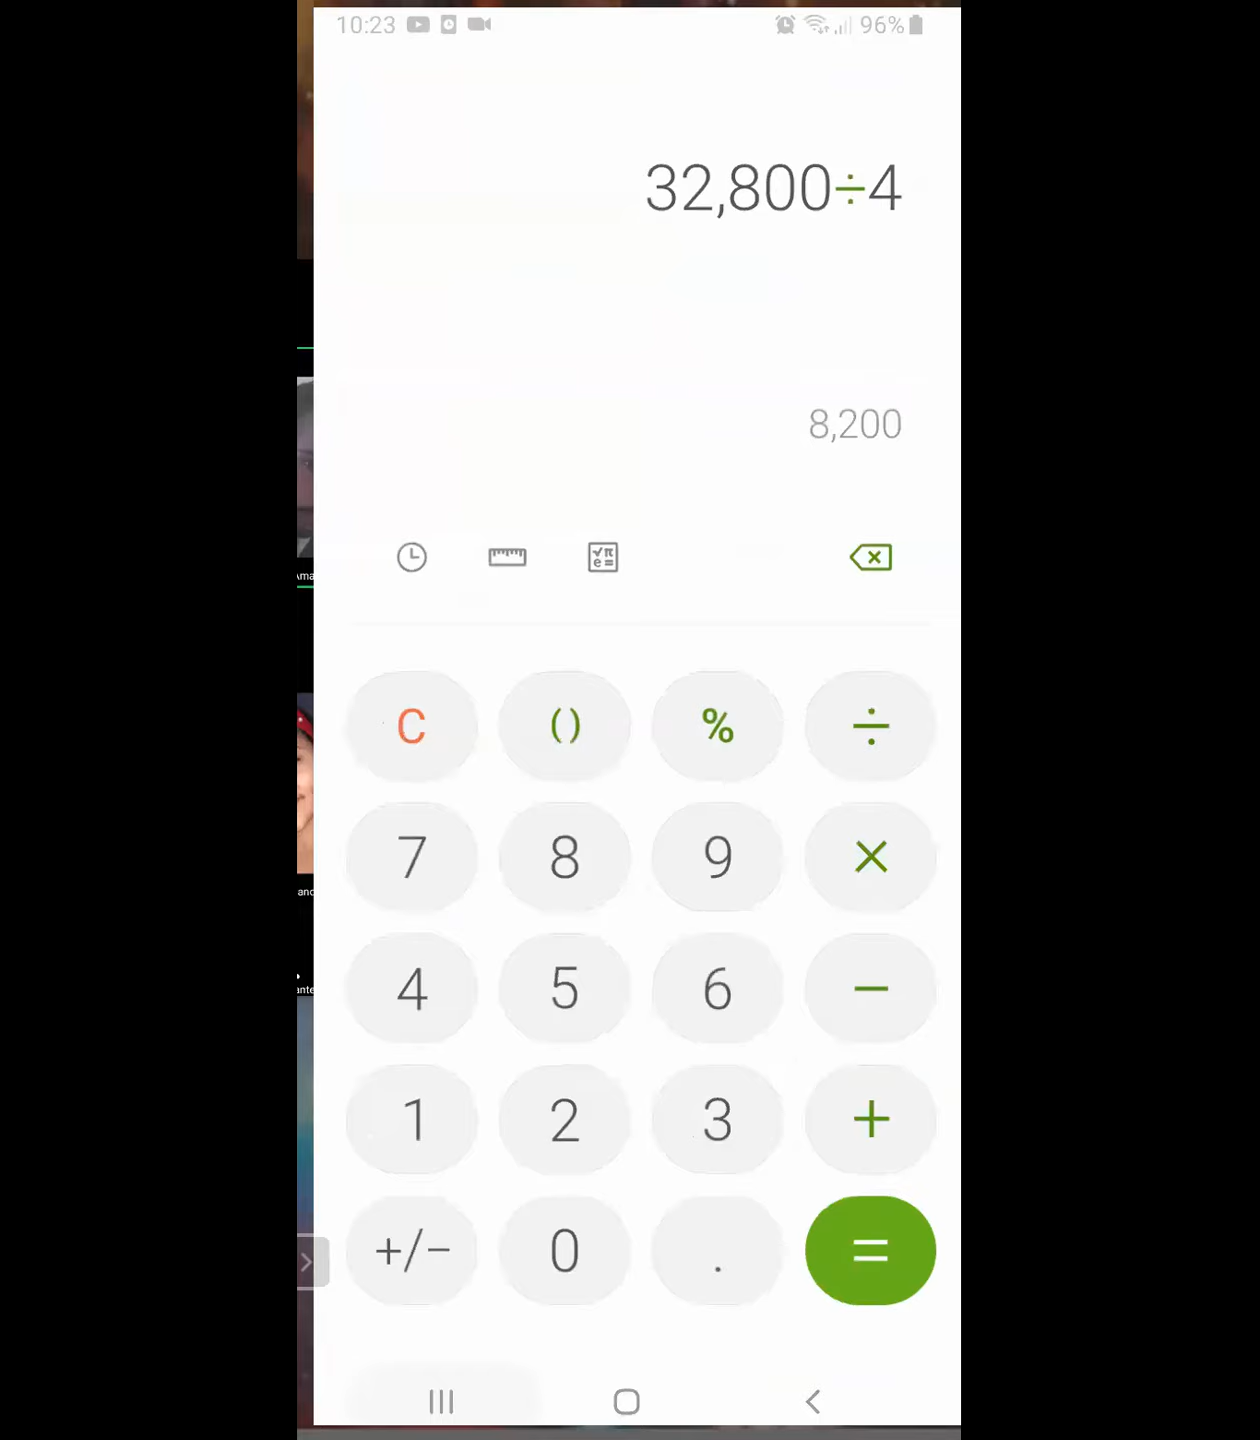 10:23 96%
32,800÷4
8,200
√π
e=
C () % ÷
7 8 9 ×
4 5 6 −
1 2 3 +
+/− 0 . =